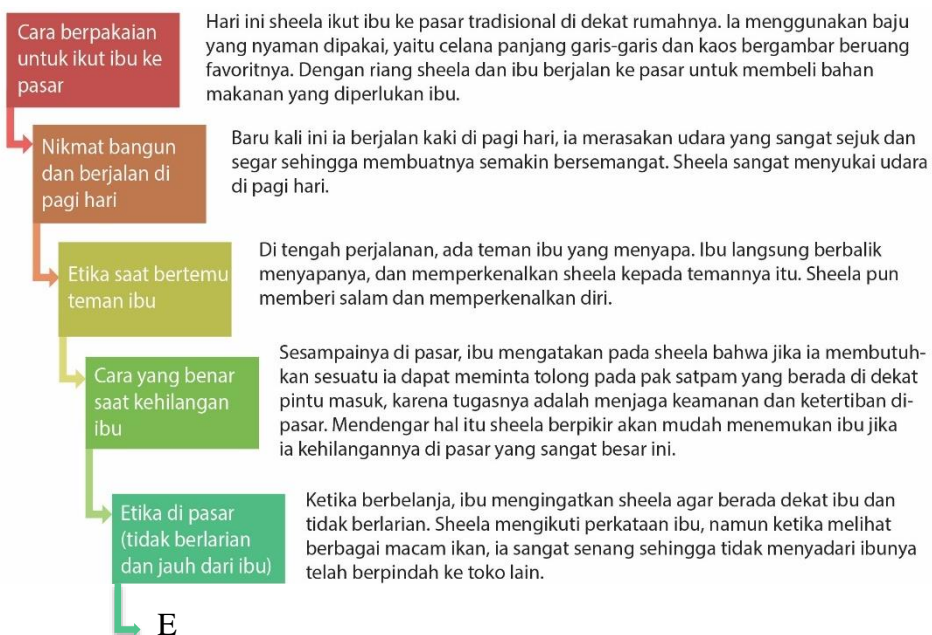 Cara berpakaian
untuk ikut ibu ke
pasar
Hari ini sheela ikut ibu ke pasar tradisional di dekat rumahnya. Ia menggunakan baju
yang nyaman dipakai, yaitu celana panjang garis-garis dan kaos bergambar beruang
favoritnya. Dengan riang sheela dan ibu berjalan ke pasar untuk membeli bahan
makanan yang diperlukan ibu.
Nikmat bangun
dan berjalan di
pagi hari
Baru kali ini ia berjalan kaki di pagi hari, ia merasakan udara yang sangat sejuk dan
segar sehingga membuatnya semakin bersemangat. Sheela sangat menyukai udara
di pagi hari.
Etika saat bertemu
teman ibu
Di tengah perjalanan, ada teman ibu yang menyapa. Ibu langsung berbalik
menyapanya, dan memperkenalkan sheela kepada temannya itu. Sheela pun
memberi salam dan memperkenalkan diri.
Cara yang benar
saat kehilangan
ibu
Sesampainya di pasar, ibu mengatakan pada sheela bahwa jika ia membutuh-
kan sesuatu ia dapat meminta tolong pada pak satpam yang berada di dekat
pintu masuk, karena tugasnya adalah menjaga keamanan dan ketertiban di-
pasar. Mendengar hal itu sheela berpikir akan mudah menemukan ibu jika
ia kehilangannya di pasar yang sangat besar ini.
Etika di pasar
(tidak berlarian
dan jauh dari ibu)
Ketika berbelanja, ibu mengingatkan sheela agar berada dekat ibu dan
tidak berlarian. Sheela mengikuti perkataan ibu, namun ketika melihat
berbagai macam ikan, ia sangat senang sehingga tidak menyadari ibunya
telah berpindah ke toko lain.
E